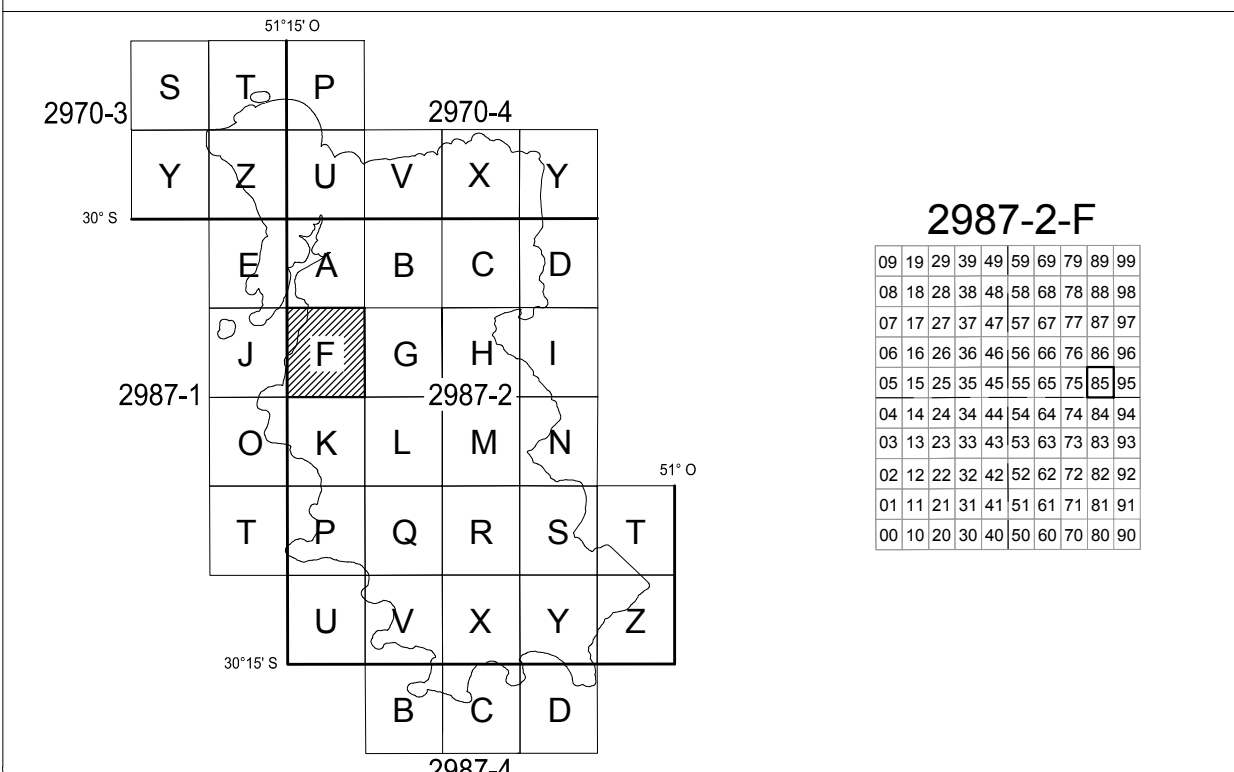 51°15' O
S T P
2970-3 2970-4
Y Z U V X Y
30° S
E A B C D
J F G H I
2987-1 2987-2
O K L M N
51° O
T P Q R S T
U V X Y Z
30°15' S
B C D
2987-4
2987-2-F
09 19 29 39 49 59 69 79 89 99
08 18 28 38 48 58 68 78 88 98
07 17 27 37 47 57 67 77 87 97
06 16 26 36 46 56 66 76 86 96
05 15 25 35 45 55 65 75 85 95
04 14 24 34 44 54 64 74 84 94
03 13 23 33 43 53 63 73 83 93
02 12 22 32 42 52 62 72 82 92
01 11 21 31 41 51 61 71 81 91
00 10 20 30 40 50 60 70 80 90